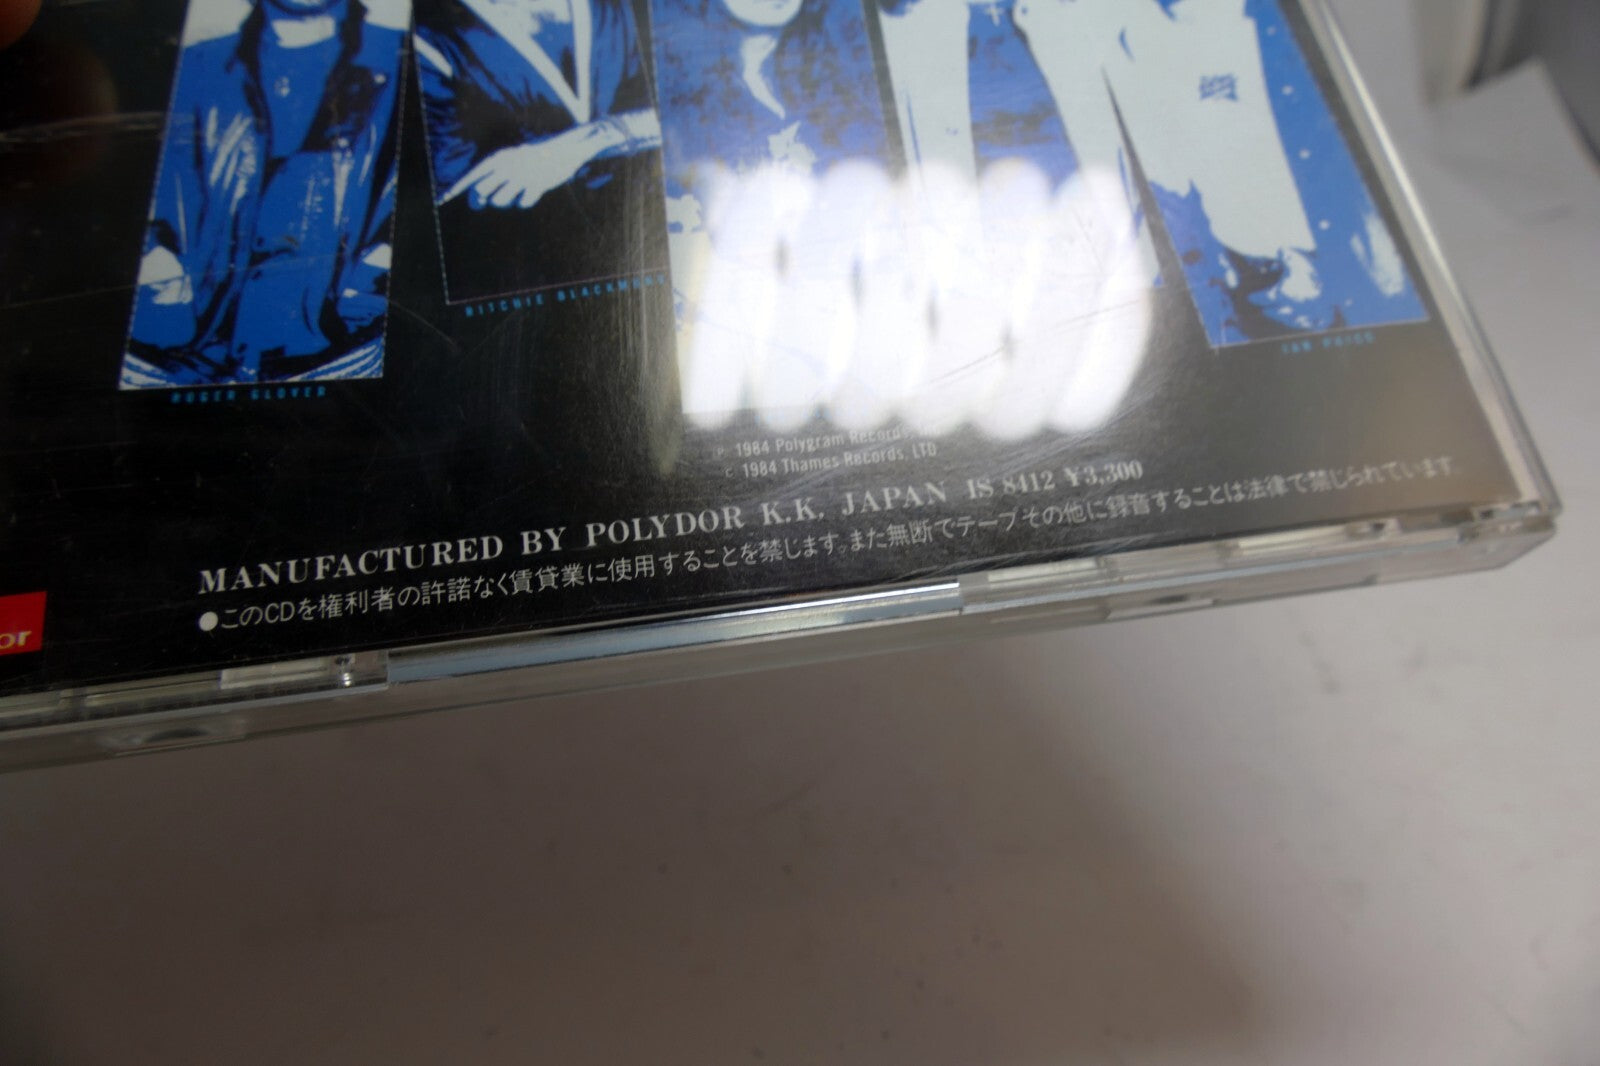 ROGER GLOVER
RITCHIE BLACKMORE
IAN PAICE
℗ 1984 Polygram Records,
© 1984 Thames Records, LTD
MANUFACTURED BY POLYDOR K.K, JAPAN IS 8412 ¥3,300
●このCDを権利者の許諾なく賃貸業に使用することを禁じます。また無断でテープその他に録音することは法律で禁じられています。
or